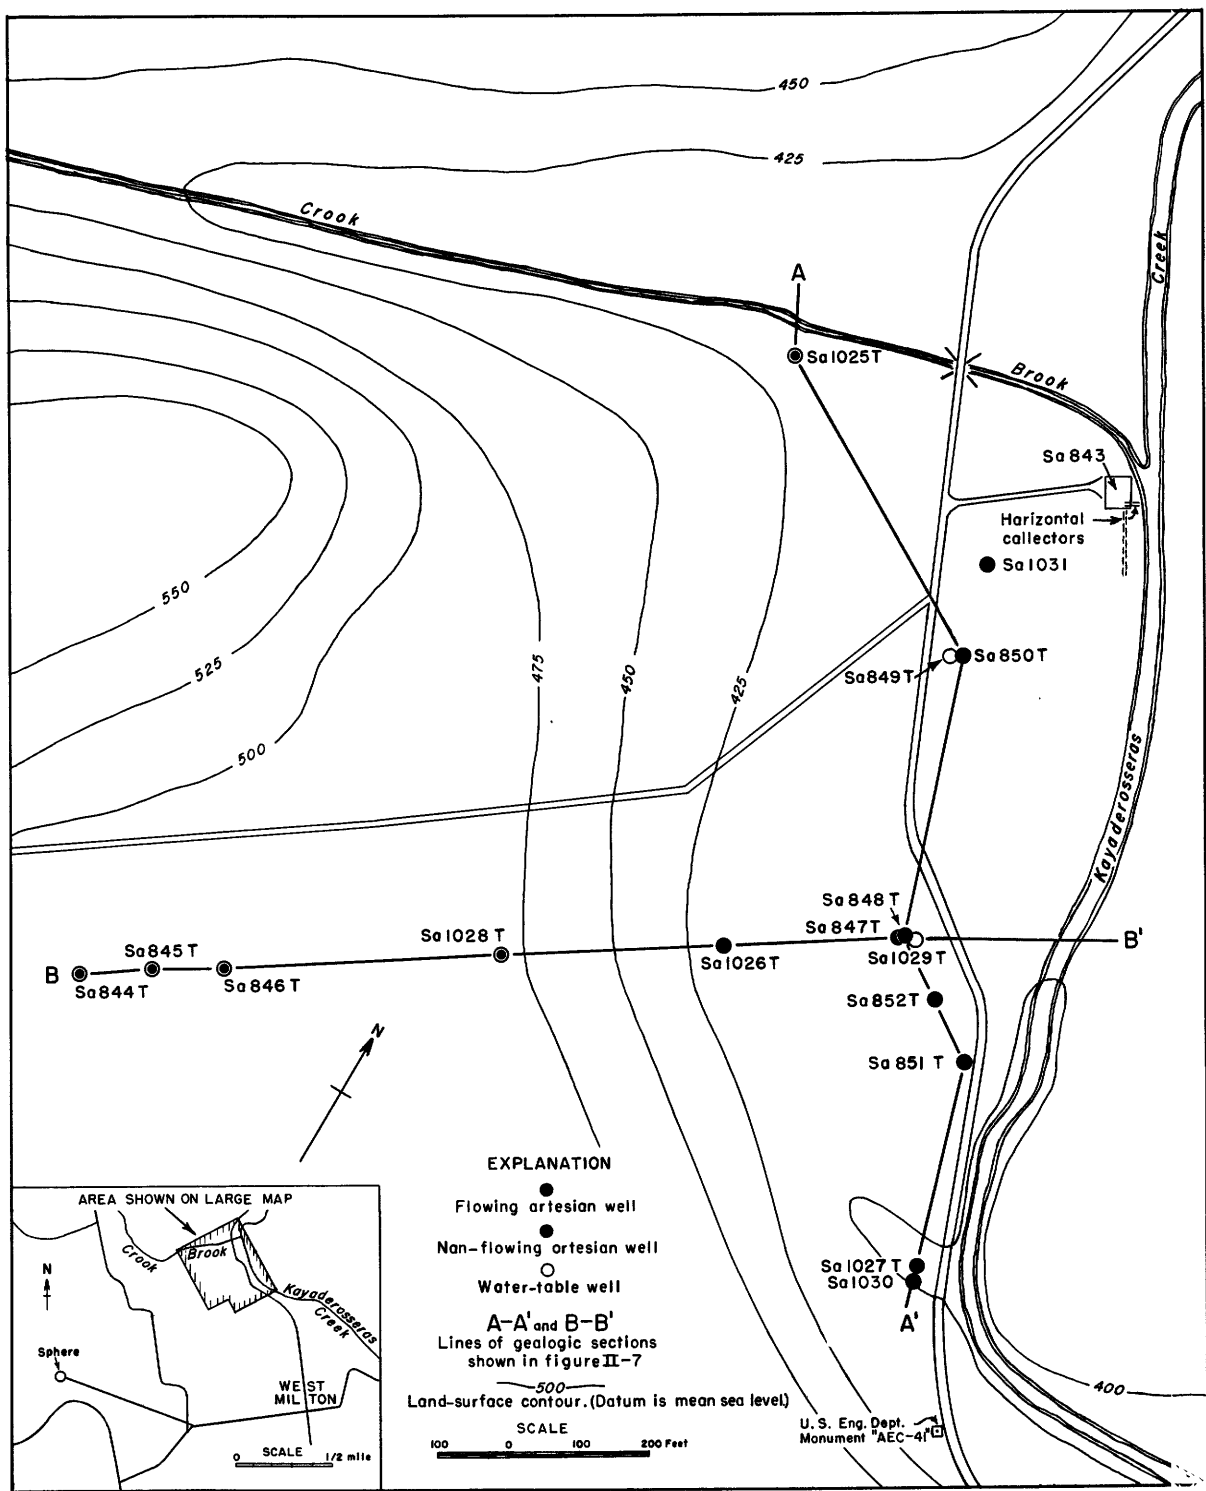 450
425
Crook
Creek
A
Sa1025T
Brook
Sa843
Harizontal
callectors
Sa1031
550
525
475
450
425
Sa850T
Sa849T
500
Kayaderosseras
Sa848T
Sa847T
B'
Sa1029T
Sa1028T
Sa1026T
Sa845T
B
Sa844T
Sa846T
Sa852T
Sa851T
N
EXPLANATION
Flowing artesian well
Nan-flowing ortesian well
Water-table well
A-A' and B-B'
Lines of gealogic sections
shown in figure II-7
500
Land-surface contour. (Datum is mean sea level)
SCALE
100 0 100 200 Feet
Sa1027T
Sa1030
A'
400
U.S. Eng. Dept.
Monument "AEC-41"
AREA SHOWN ON LARGE MAP
Crook
Brook
N
Kayaderosseras
Creek
Sphere
WEST
MILTON
SCALE
0 1/2 mile